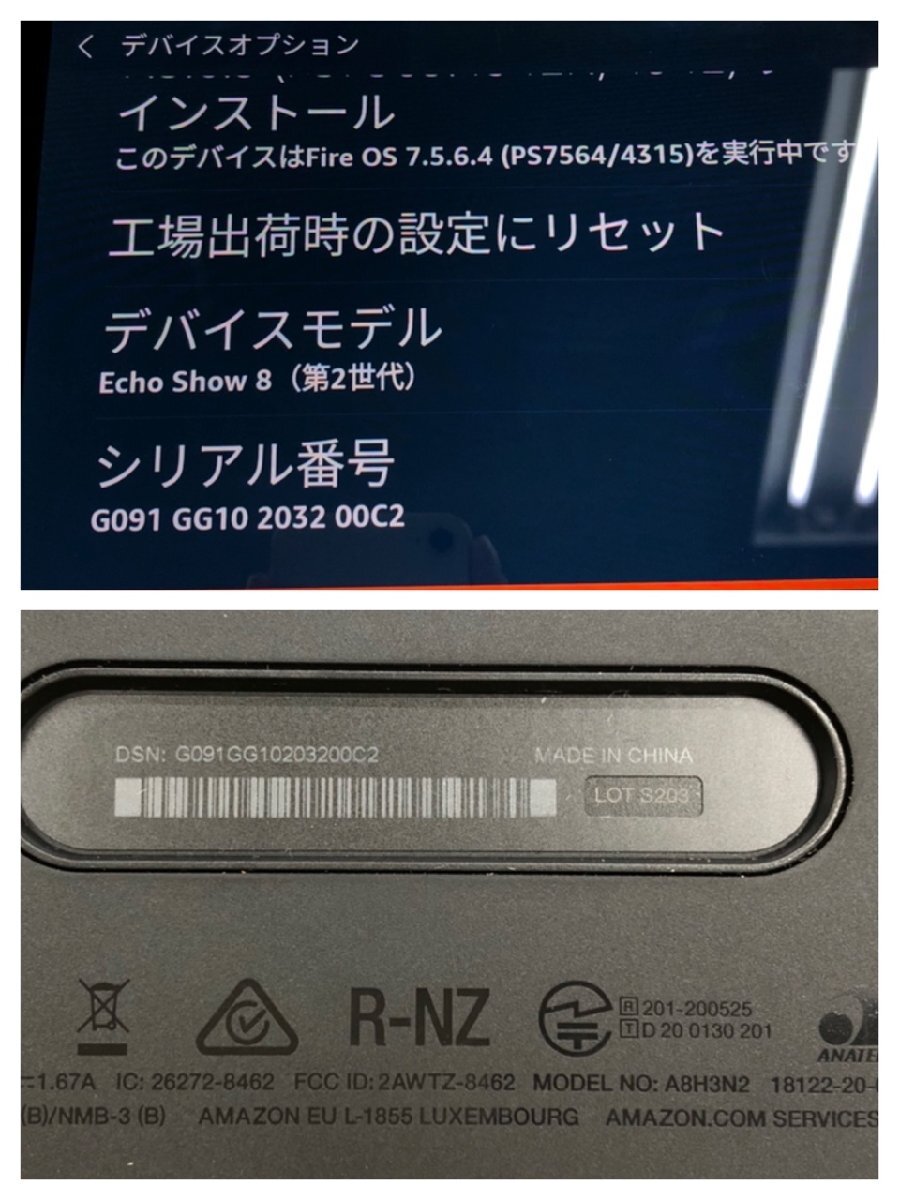 デバイスオプション
インストール
このデバイスはFire OS 7.5.6.4 (PS7564/4315)を実行中です
工場出荷時の設定にリセット
デバイスモデル
Echo Show 8（第2世代）
シリアル番号
G091 GG10 2032 00C2
DSN: G091GG10203200C2
MADE IN CHINA
LOT S203
R-NZ
R 201-200525
T D 20 0130 201
1.67A IC: 26272-8462 FCC ID: 2AWTZ-8462 MODEL NO: A8H3N2 18122-20-
(B)/NMB-3 (B) AMAZON EU L-1855 LUXEMBOURG AMAZON.COM SERVICES